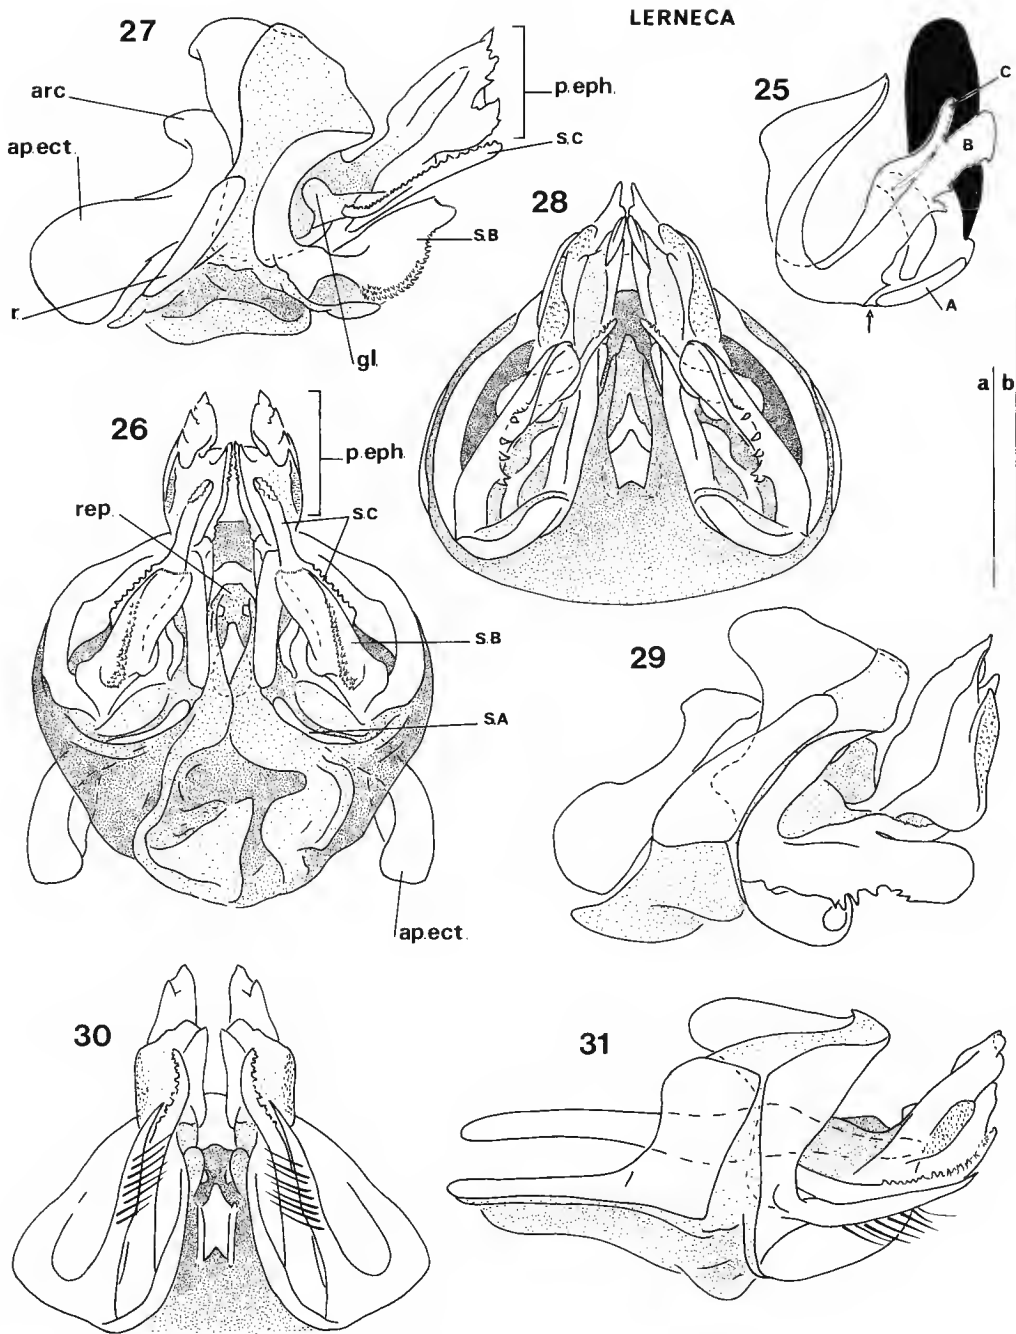 LERNECA
27
arc
ap.ect.
r.
gl.
p.eph.
s.C
s.B
25
C
B
A
28
a b
26
rep.
p.eph.
s.C
s.B
s.A
ap.ect.
29
30
31